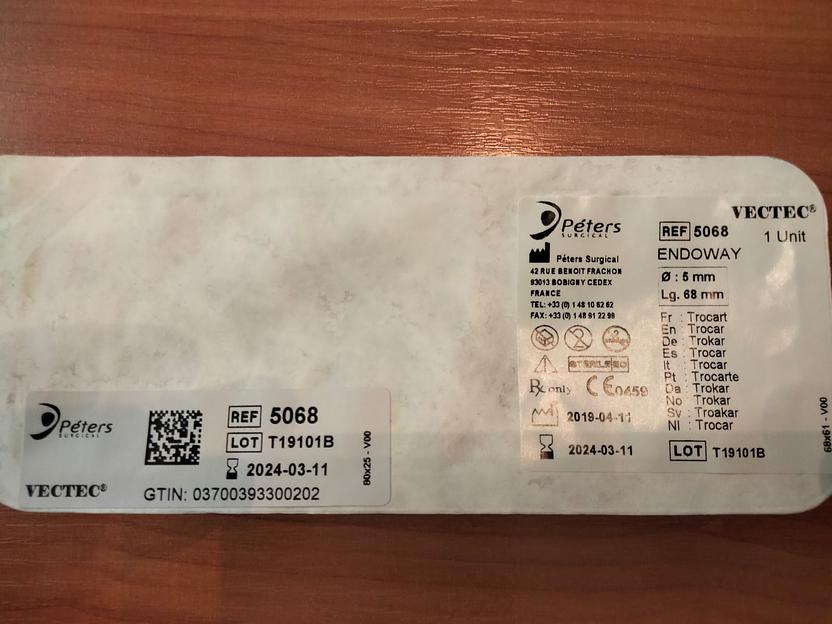 Péters
SURGICAL
VECTEC®
REF 5068
LOT T19101B
2024-03-11
GTIN: 03700393300202
80x25 - V00
Péters
SURGICAL
Péters Surgical
42 RUE BENOIT FRACHON
93013 BOBIGNY CEDEX
FRANCE
TEL: +33 (0) 1 48 10 62 62
FAX: +33 (0) 1 48 91 22 99
STERILE EO
Rx only CE0459
2019-04-11
2024-03-11
VECTEC®
REF 5068
1 Unit
ENDOWAY
Ø : 5 mm
Lg. 68 mm
Fr : Trocart
En : Trocar
De : Trokar
Es : Trocar
It : Trocar
Pt : Trocarte
Da : Trokar
No : Trokar
Sv : Troakar
Nl : Trocar
LOT T19101B
68x61 - V00